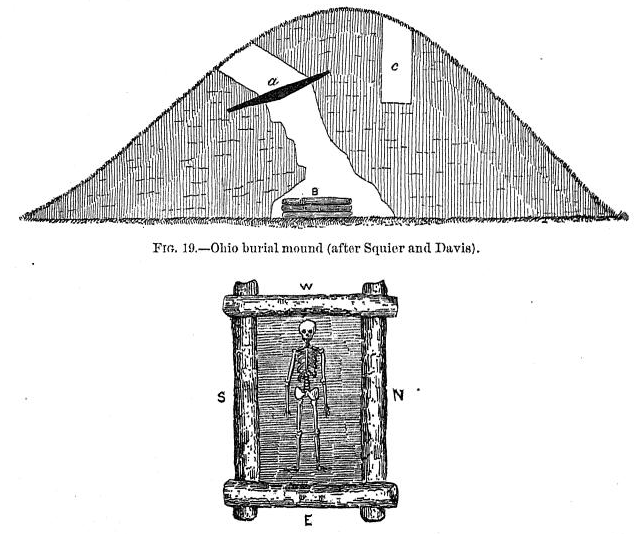 a
c
B
FIG. 19.—Ohio burial mound (after Squier and Davis).
W
S N
E